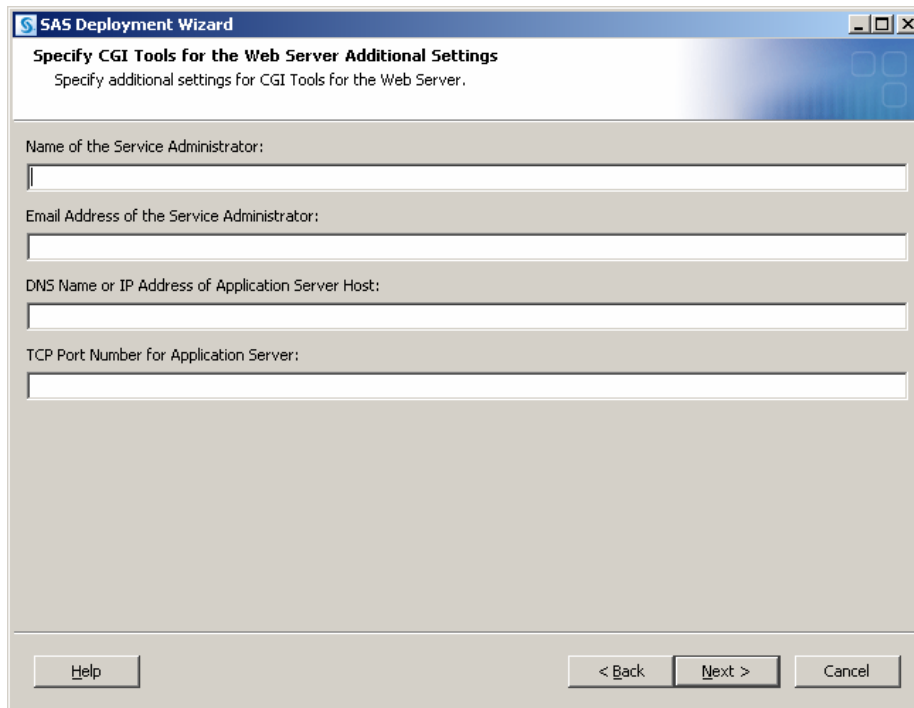 SAS Deployment Wizard
Specify CGI Tools for the Web Server Additional Settings
Specify additional settings for CGI Tools for the Web Server.
Name of the Service Administrator:
Email Address of the Service Administrator:
DNS Name or IP Address of Application Server Host:
TCP Port Number for Application Server:
Help
< Back
Next >
Cancel